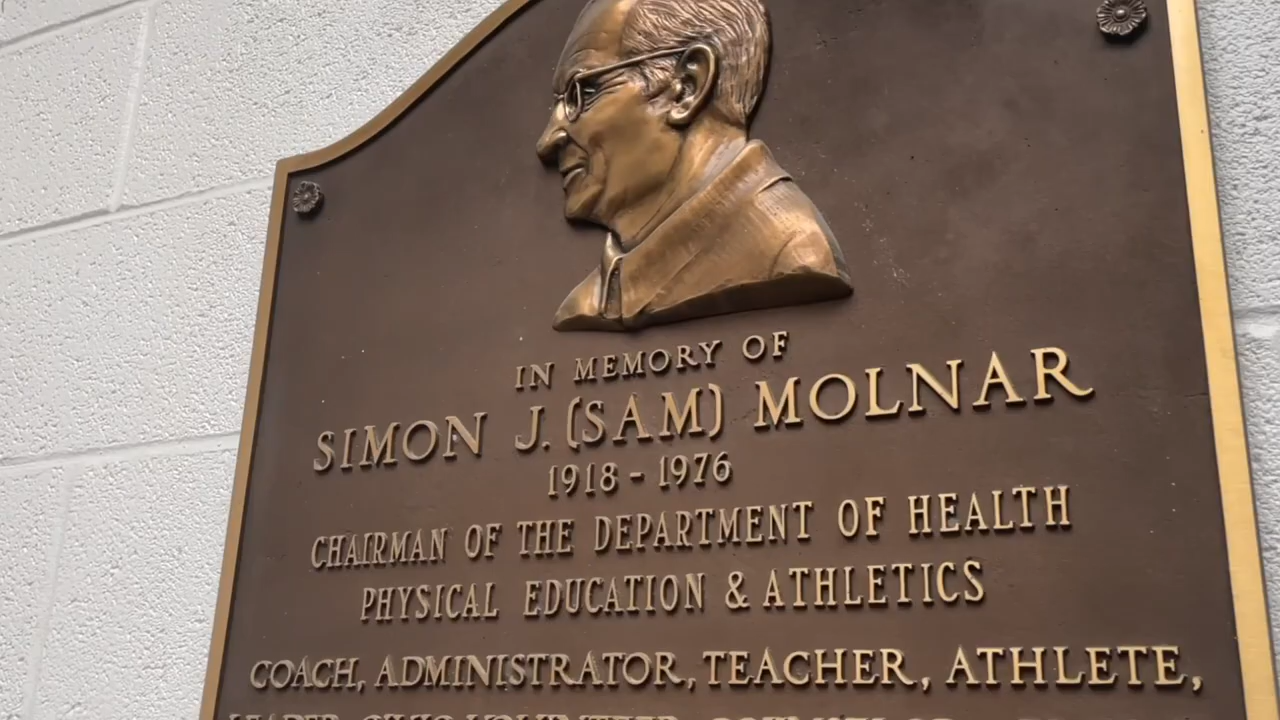 IN MEMORY OF
SIMON J. (SAM) MOLNAR
1918 - 1976
CHAIRMAN OF THE DEPARTMENT OF HEALTH
PHYSICAL EDUCATION & ATHLETICS
COACH, ADMINISTRATOR, TEACHER, ATHLETE,